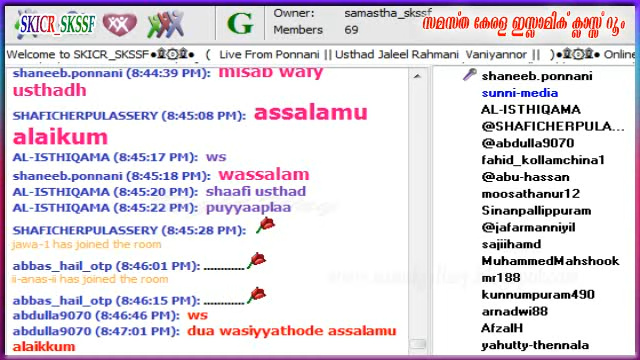 SKICR_SKSSF
G
Owner: samastha_skssf
Members 69
സമസ്ത കേരള ഇസ്ലാമിക് ക്ലാസ്സ് റൂം
Welcome to SKICR_SKSSF ( Live From Ponnani || Usthad Jaleel Rahmani Vaniyannor || ) Online
shaneeb.ponnani (8:44:39 PM): misab wafy
usthadh
SHAFICHERPULASSERY (8:45:08 PM): assalamu
alaikum
AL-ISTHIQAMA (8:45:17 PM): ws
shaneeb.ponnani (8:45:18 PM): wassalam
AL-ISTHIQAMA (8:45:20 PM): shaafi usthad
AL-ISTHIQAMA (8:45:22 PM): puyyaaplaa
SHAFICHERPULASSERY (8:45:28 PM):
jawa-1 has joined the room
abbas_hail_otp (8:46:01 PM): ............
ii-anas-ii has joined the room
abbas_hail_otp (8:46:15 PM): ............
abdulla9070 (8:46:46 PM): ws
abdulla9070 (8:47:01 PM): dua wasiyyathode assalamu
alaikkum
shaneeb.ponnani
sunni-media
AL-ISTHIQAMA
@SHAFICHERPULA...
@abdulla9070
fahid_kollamchina1
@abu-hassan
moosathanur12
Sinanpallippuram
@jafarmanniyil
sajiihamd
MuhammedMahshook
mr188
kunnumpuram490
arnadwi88
AfzalH
yahutty-thennala